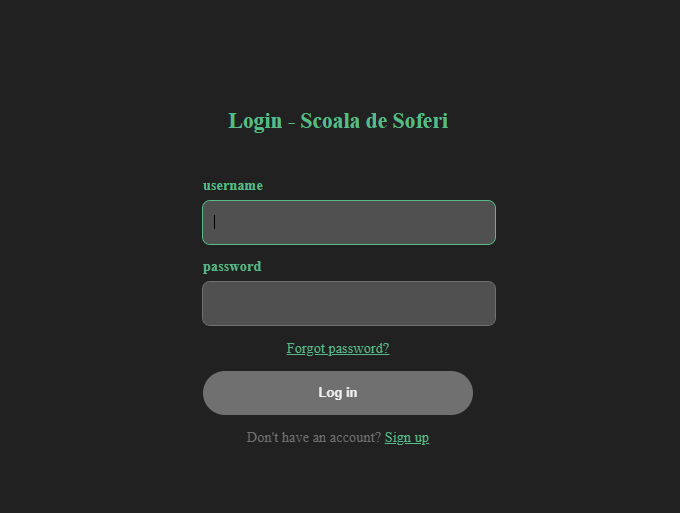 Login - Scoala de Soferi
username
password
Forgot password?
Log in
Don't have an account? Sign up